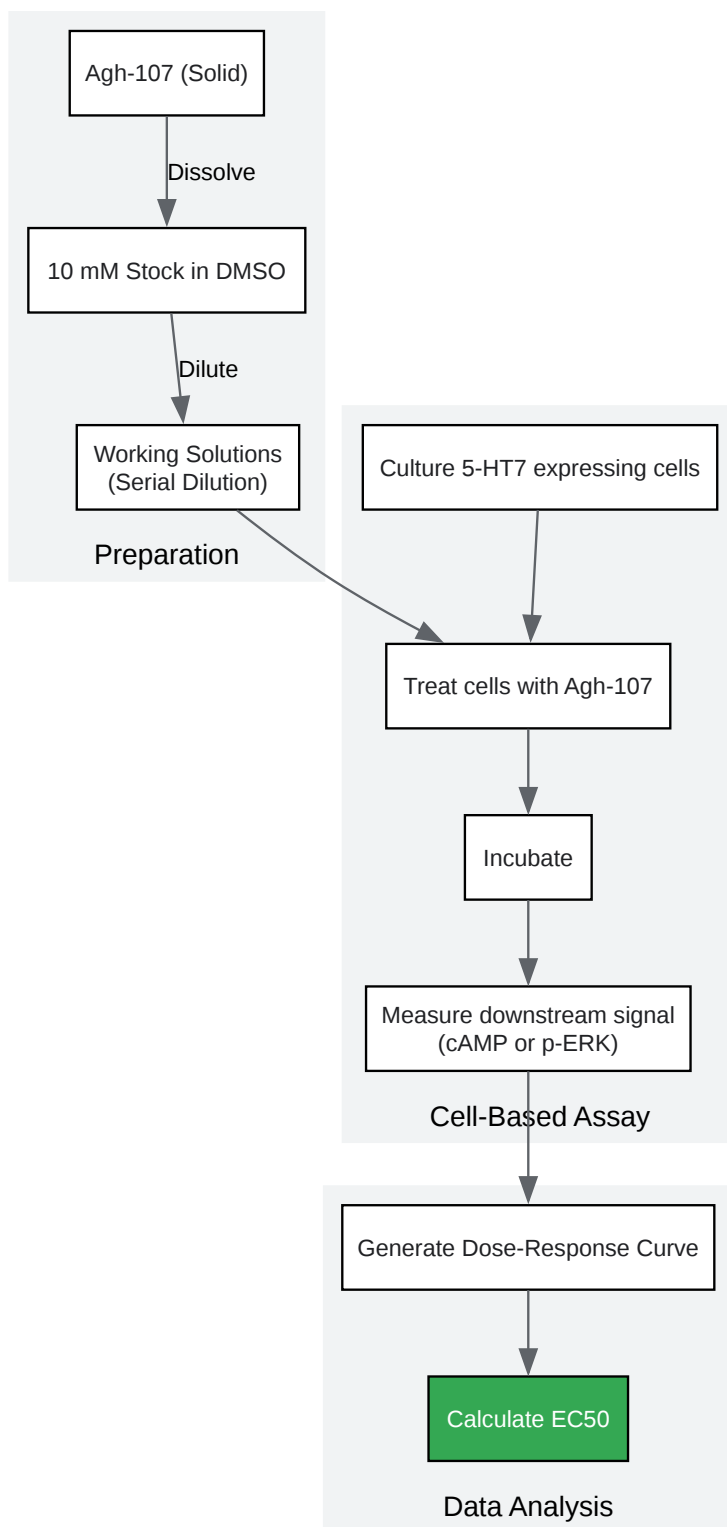 Agh-107 (Solid)
Dissolve
10 mM Stock in DMSO
Dilute
Working Solutions
(Serial Dilution)
Preparation
Culture 5-HT7 expressing cells
Treat cells with Agh-107
Incubate
Measure downstream signal
(cAMP or p-ERK)
Cell-Based Assay
Generate Dose-Response Curve
Calculate EC50
Data Analysis